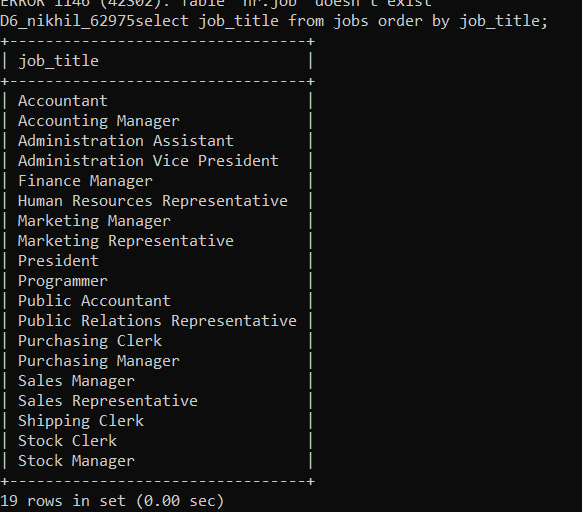 ERROR 1146 (42S02): Table 'hr.job' doesn't exist
D6_nikhil_62975select job_title from jobs order by job_title;
+---------------------------------+
| job_title                       |
+---------------------------------+
| Accountant                      |
| Accounting Manager              |
| Administration Assistant        |
| Administration Vice President   |
| Finance Manager                 |
| Human Resources Representative  |
| Marketing Manager               |
| Marketing Representative        |
| President                       |
| Programmer                      |
| Public Accountant               |
| Public Relations Representative |
| Purchasing Clerk                |
| Purchasing Manager              |
| Sales Manager                   |
| Sales Representative            |
| Shipping Clerk                  |
| Stock Clerk                     |
| Stock Manager                   |
+---------------------------------+
19 rows in set (0.00 sec)